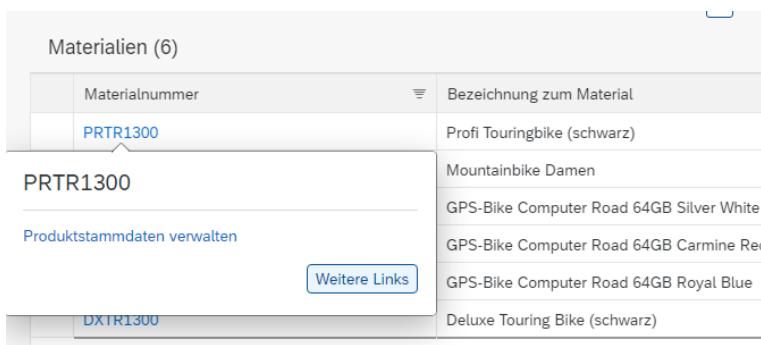 Materialien (6)
Materialnummer
Bezeichnung zum Material
PRTR1300
Profi Touringbike (schwarz)
Mountainbike Damen
PRTR1300
GPS-Bike Computer Road 64GB Silver White
Produktstammdaten verwalten
GPS-Bike Computer Road 64GB Carmine Re
Weitere Links
GPS-Bike Computer Road 64GB Royal Blue
DXTR1300
Deluxe Touring Bike (schwarz)